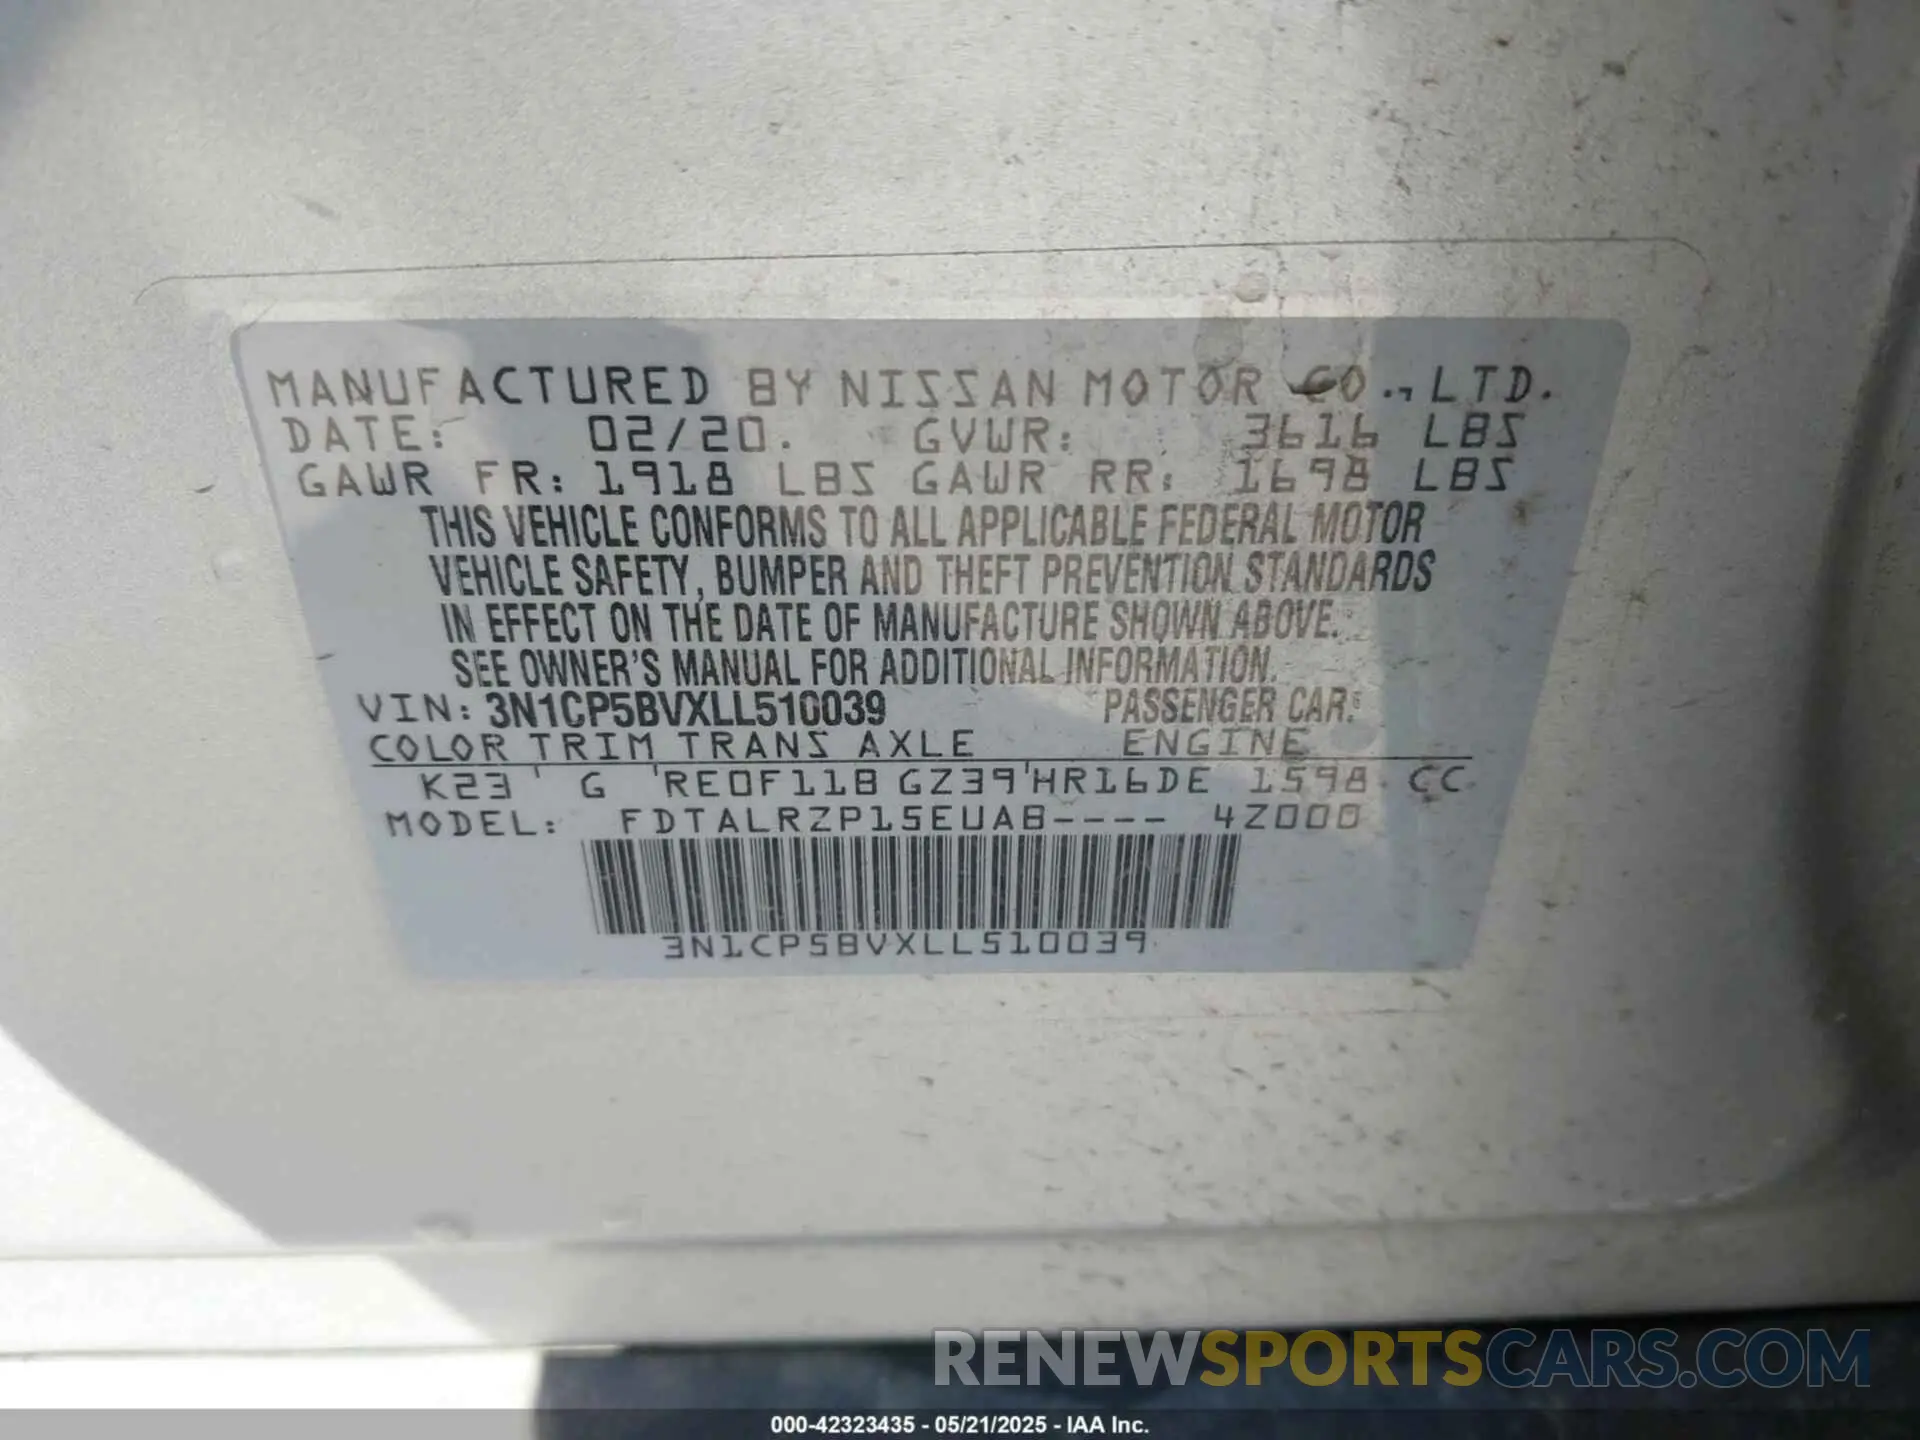 MANUFACTURED BY NISSAN MOTOR CO., LTD.
DATE: 02/20. GVWR: 3616 LBS
GAWR FR: 1918 LBS GAWR RR: 1698 LBS
THIS VEHICLE CONFORMS TO ALL APPLICABLE FEDERAL MOTOR
VEHICLE SAFETY, BUMPER AND THEFT PREVENTION STANDARDS
IN EFFECT ON THE DATE OF MANUFACTURE SHOWN ABOVE.
SEE OWNER'S MANUAL FOR ADDITIONAL INFORMATION.
VIN: 3N1CP5BVXLL510039 PASSENGER CAR.
COLOR TRIM TRANS AXLE ENGINE
K23 ' G 'RE0F11B GZ39'HR16DE 1598 CC
MODEL: FDTALRZP15EUAB---- 4Z000
3N1CP5BVXLL510039
RENEWSPORTSCARS.COM
000-42323435 - 05/21/2025 - IAA Inc.